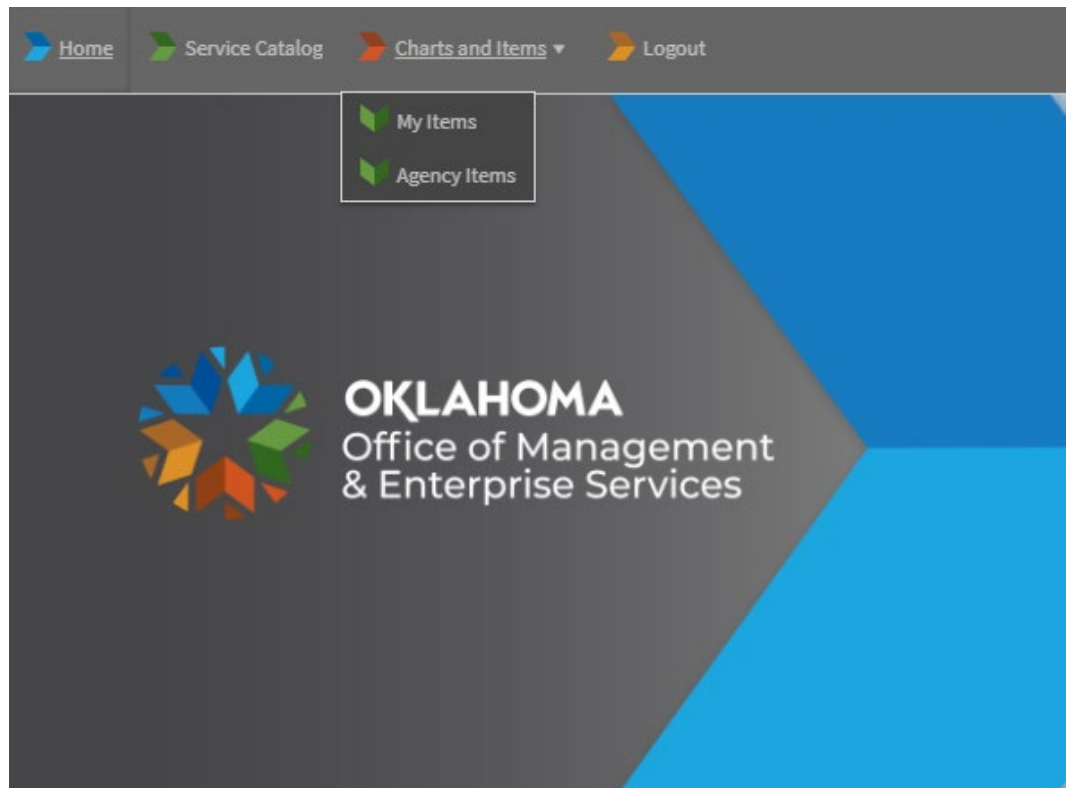 Home Service Catalog Charts and Items ▾ Logout
My Items
Agency Items
OKLAHOMA
Office of Management
& Enterprise Services